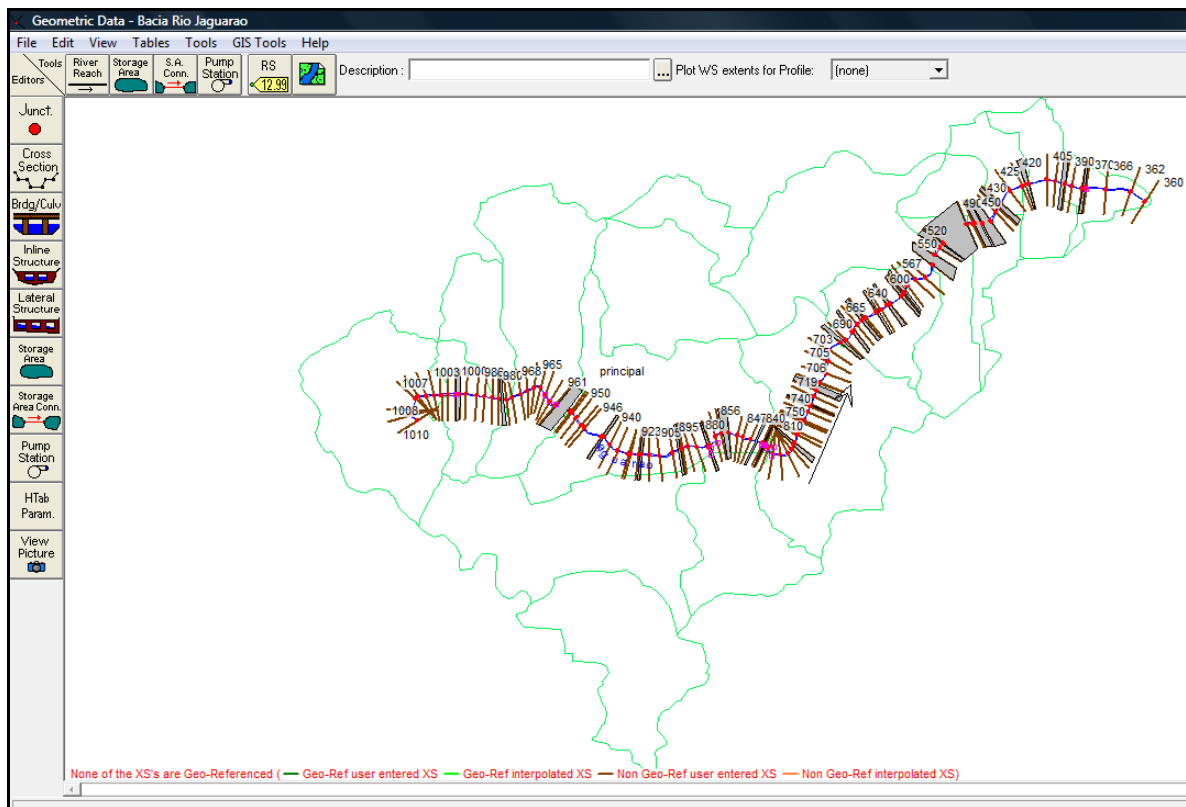 Geometric Data - Bacia Rio Jaguarao
File Edit View Tables Tools GIS Tools Help
Tools
Editors
River Reach
Storage Area
S.A. Conn.
Pump Station
RS
12.99
Description :
...
Plot WS extents for Profile:
(none)
Junct.
Cross Section
Brdg/Culv
Inline Structure
Lateral Structure
Storage Area
Storage Area Conn.
Pump Station
HTab Param.
View Picture
420
405
390
370
366
362
360
425
430
450
490
520
550
567
600
640
665
690
703
705
706
719
740
750
810
840
847
856
880
895
905
923
940
946
950
961
965
968
980
986
1000
1003
1007
1008
1010
principal
None of the XS's are Geo-Referenced ( Geo-Ref user entered XS Geo-Ref interpolated XS Non Geo-Ref user entered XS Non Geo-Ref interpolated XS)